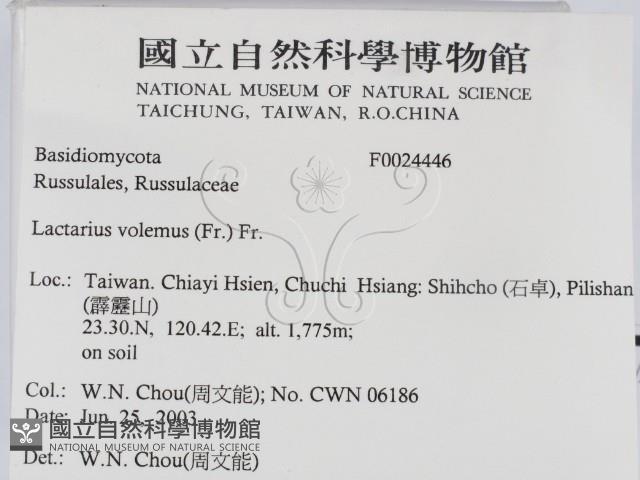 國立自然科學博物館
NATIONAL MUSEUM OF NATURAL SCIENCE
TAICHUNG, TAIWAN, R.O.CHINA
Basidiomycota F0024446
Russulales, Russulaceae
Lactarius volemus (Fr.) Fr.
Loc.: Taiwan. Chiayi Hsien, Chuchi Hsiang: Shihcho (石卓), Pilishan
(霹靂山)
23.30.N, 120.42.E; alt. 1,775m;
on soil
Col.: W.N. Chou(周文能); No. CWN 06186
Date: Jun. 25, 2003
國立自然科學博物館
NATIONAL MUSEUM OF NATURAL SCIENCE
Det.: W.N. Chou(周文能)